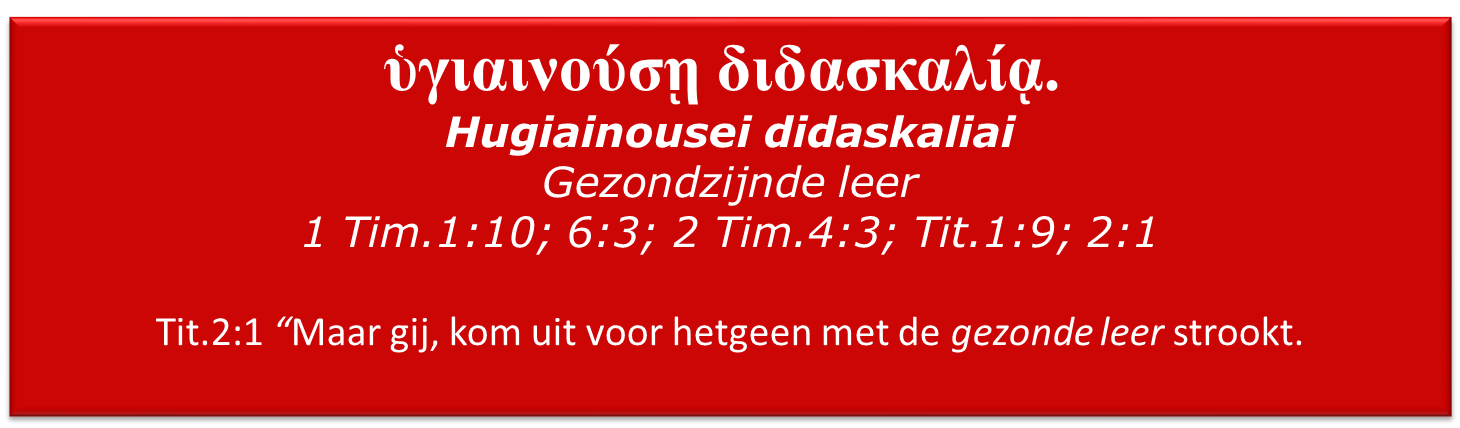 ὑγιαινούσῃ διδασκαλίᾳ.
Hugiainousei didaskaliai
Gezondzijnde leer
1 Tim.1:10; 6:3; 2 Tim.4:3; Tit.1:9; 2:1
Tit.2:1 “Maar gij, kom uit voor hetgeen met de gezonde leer strookt.